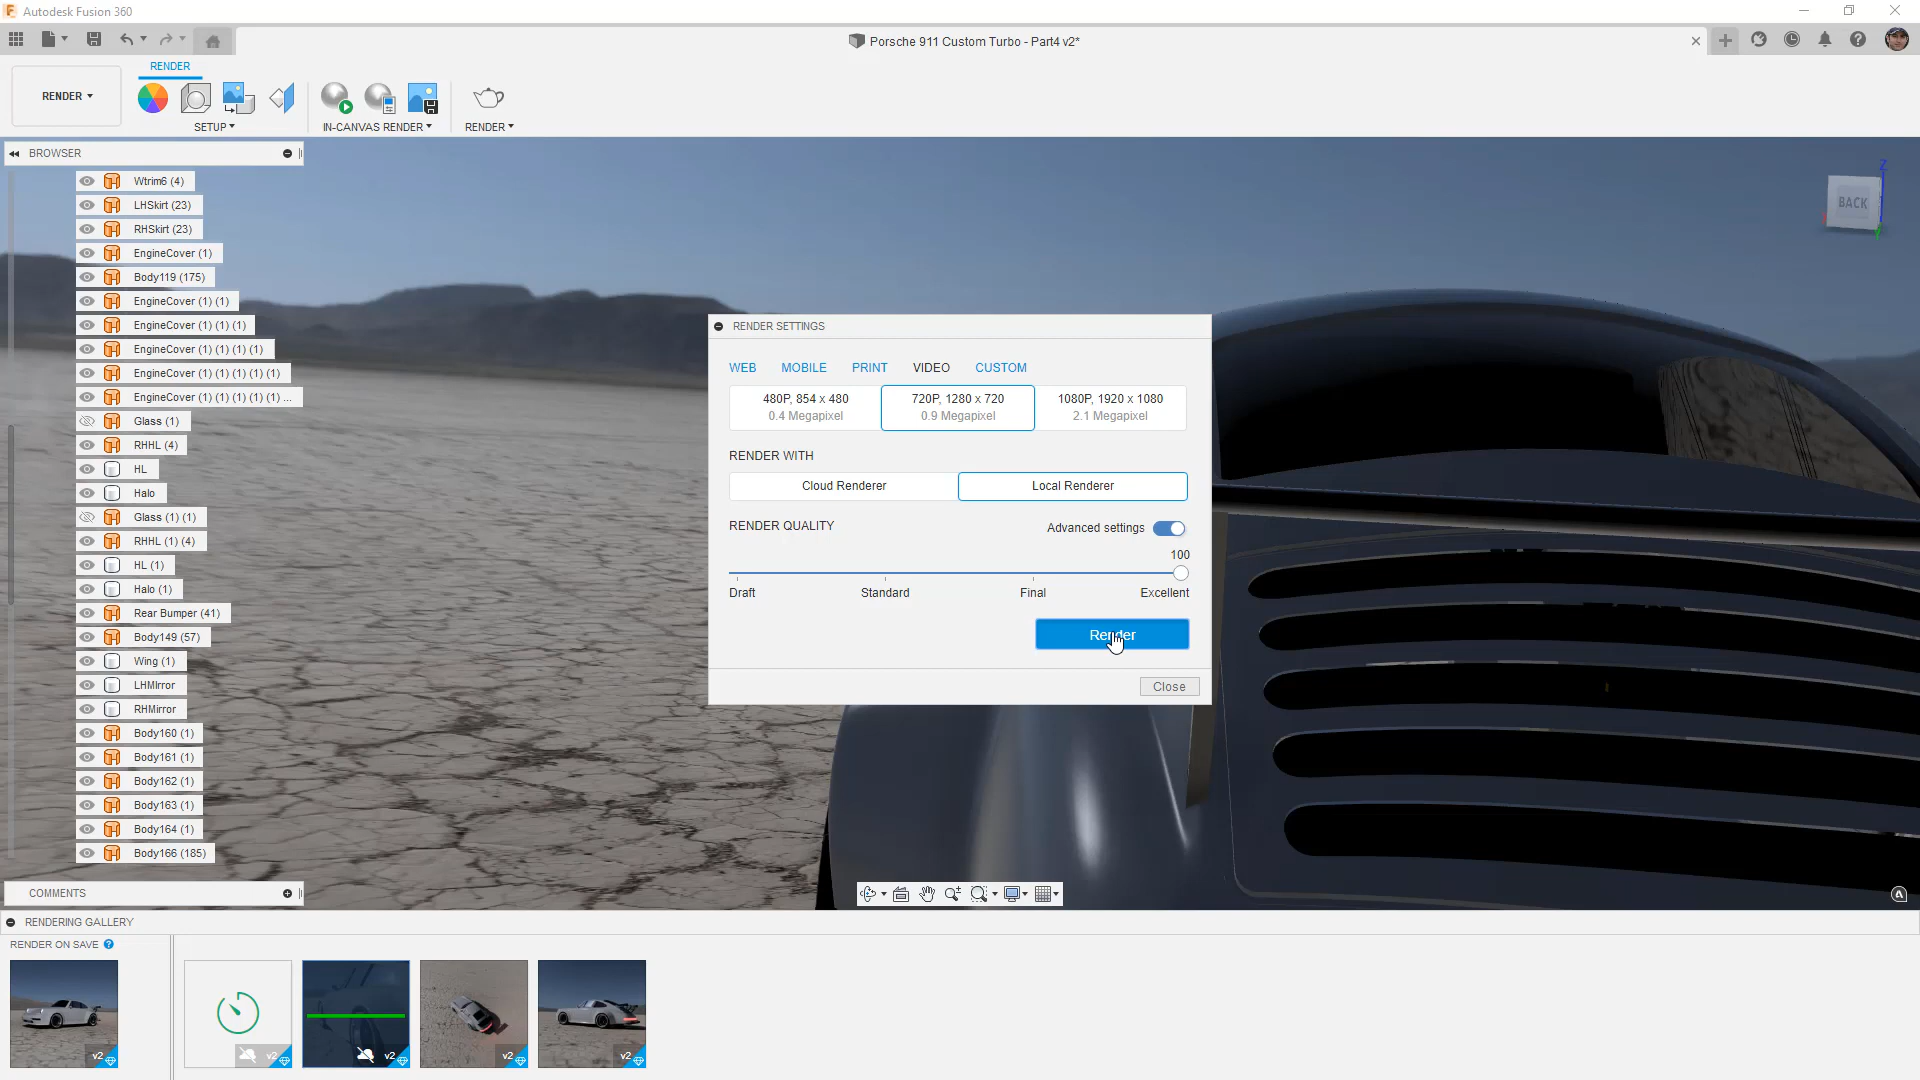 Autodesk Fusion 360
Porsche 911 Custom Turbo - Part4 v2*
RENDER
RENDER
SETUP
IN-CANVAS RENDER
RENDER
BROWSER
Wtrim6 (4)
LHSkirt (23)
RHSkirt (23)
EngineCover (1)
Body119 (175)
EngineCover (1) (1)
EngineCover (1) (1) (1)
EngineCover (1) (1) (1) (1)
EngineCover (1) (1) (1) (1) (1)
EngineCover (1) (1) (1) (1) (1) ...
Glass (1)
RHHL (4)
HL
Halo
Glass (1) (1)
RHHL (1) (4)
HL (1)
Halo (1)
Rear Bumper (41)
Body149 (57)
Wing (1)
LHMIrror
RHMirror
Body160 (1)
Body161 (1)
Body162 (1)
Body163 (1)
Body164 (1)
Body166 (185)
COMMENTS
Z
BACK
RENDER SETTINGS
WEB MOBILE PRINT VIDEO CUSTOM
480P, 854 x 480
0.4 Megapixel
720P, 1280 x 720
0.9 Megapixel
1080P, 1920 x 1080
2.1 Megapixel
RENDER WITH
Cloud Renderer
Local Renderer
RENDER QUALITY
Advanced settings
100
Draft Standard Final Excellent
Render
Close
RENDERING GALLERY
RENDER ON SAVE
v2
v2
v2
v2
v2